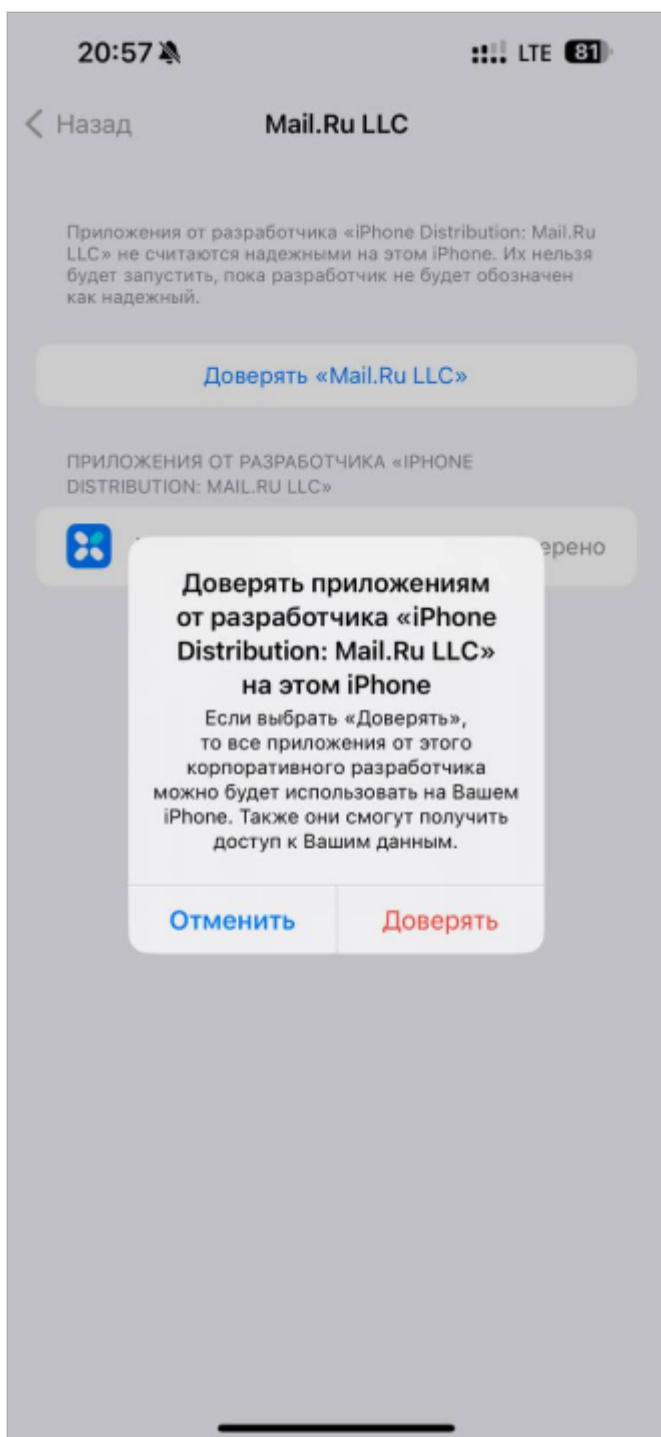 20:57
LTE 81
Назад
Mail.Ru LLC
Приложения от разработчика «iPhone Distribution: Mail.Ru
LLC» не считаются надежными на этом iPhone. Их нельзя
будет запустить, пока разработчик не будет обозначен
как надежный.
Доверять «Mail.Ru LLC»
ПРИЛОЖЕНИЯ ОТ РАЗРАБОТЧИКА «IPHONE
DISTRIBUTION: MAIL.RU LLC»
ерено
Доверять приложениям
от разработчика «iPhone
Distribution: Mail.Ru LLC»
на этом iPhone
Если выбрать «Доверять»,
то все приложения от этого
корпоративного разработчика
можно будет использовать на Вашем
iPhone. Также они смогут получить
доступ к Вашим данным.
Отменить
Доверять